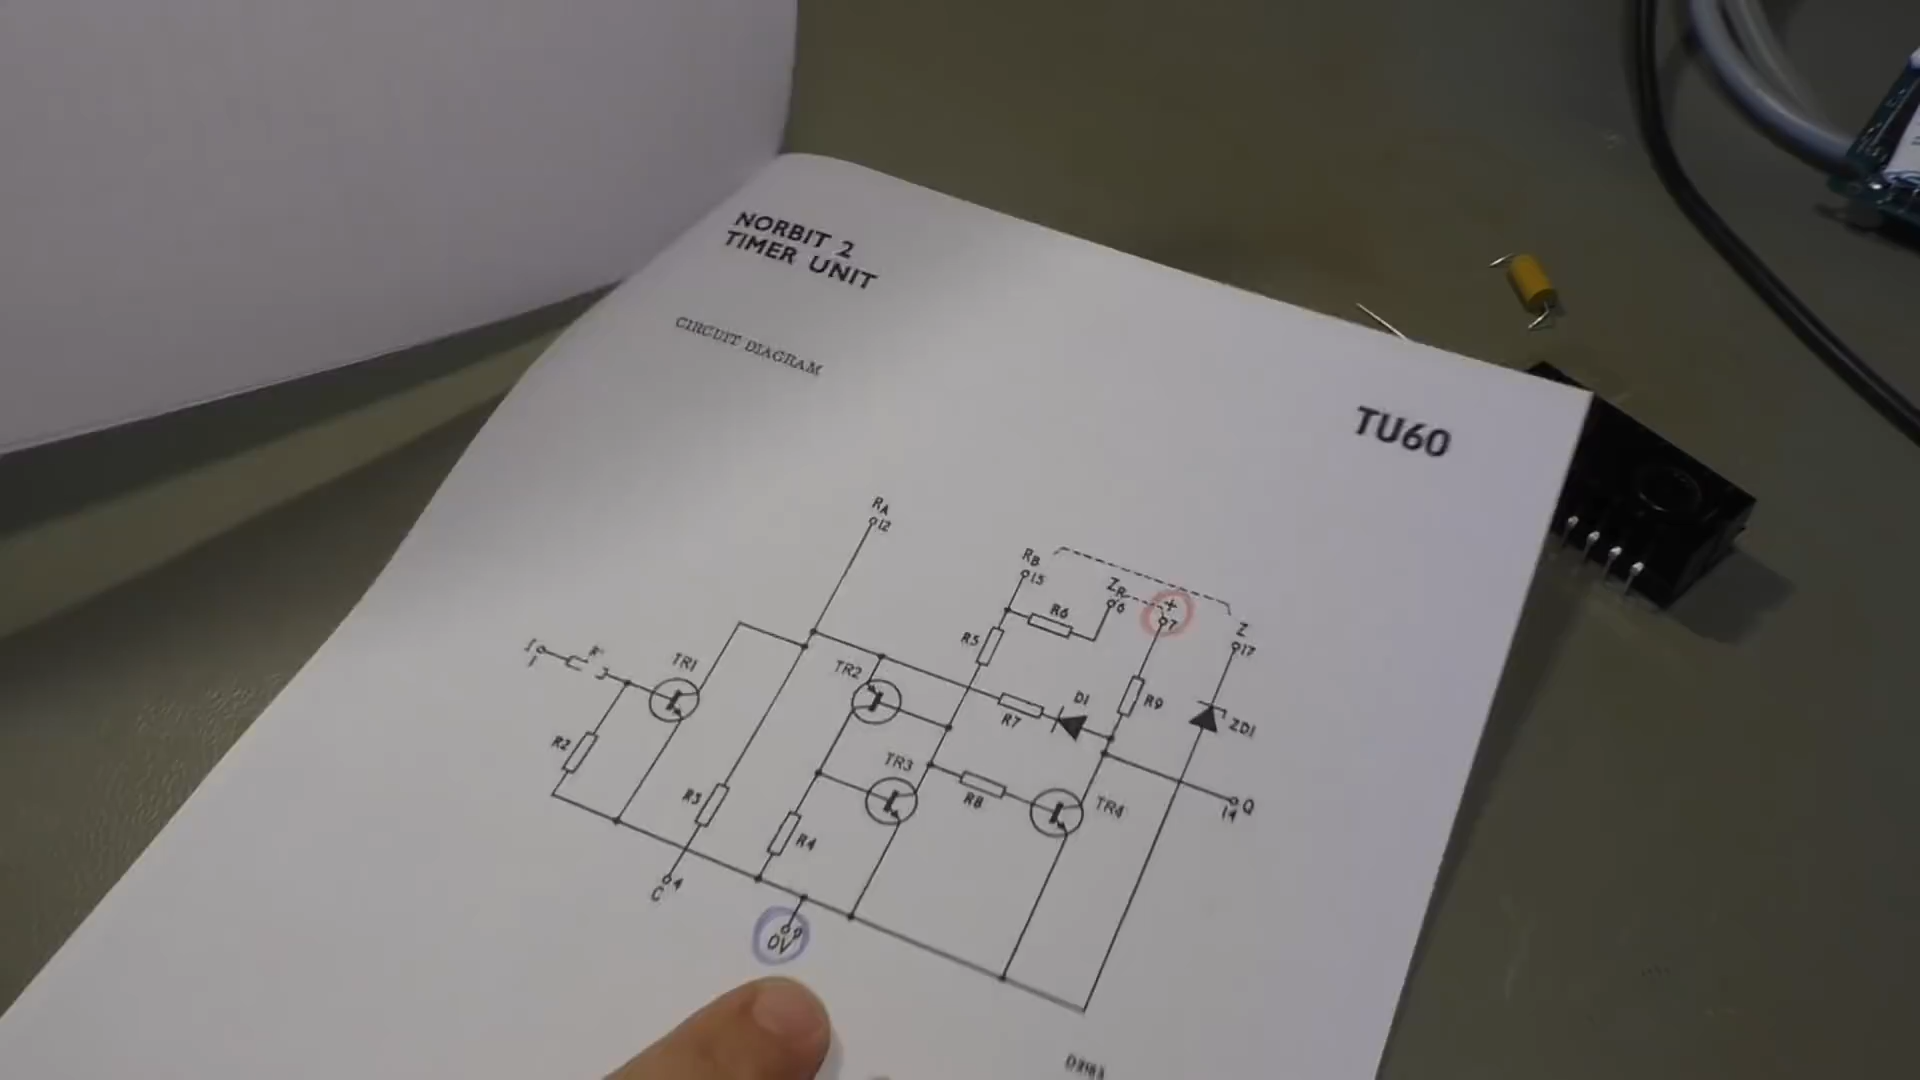 NORBIT 2
TIMER UNIT
CIRCUIT DIAGRAM
TU60
RA
12
RB
15
ZR
6
+
7
Z
17
R6
R5
R9
ZD1
1
TR1
TR2
R7
D1
R2
R3
TR3
R8
TR4
Q
14
R4
C
4
9
0V